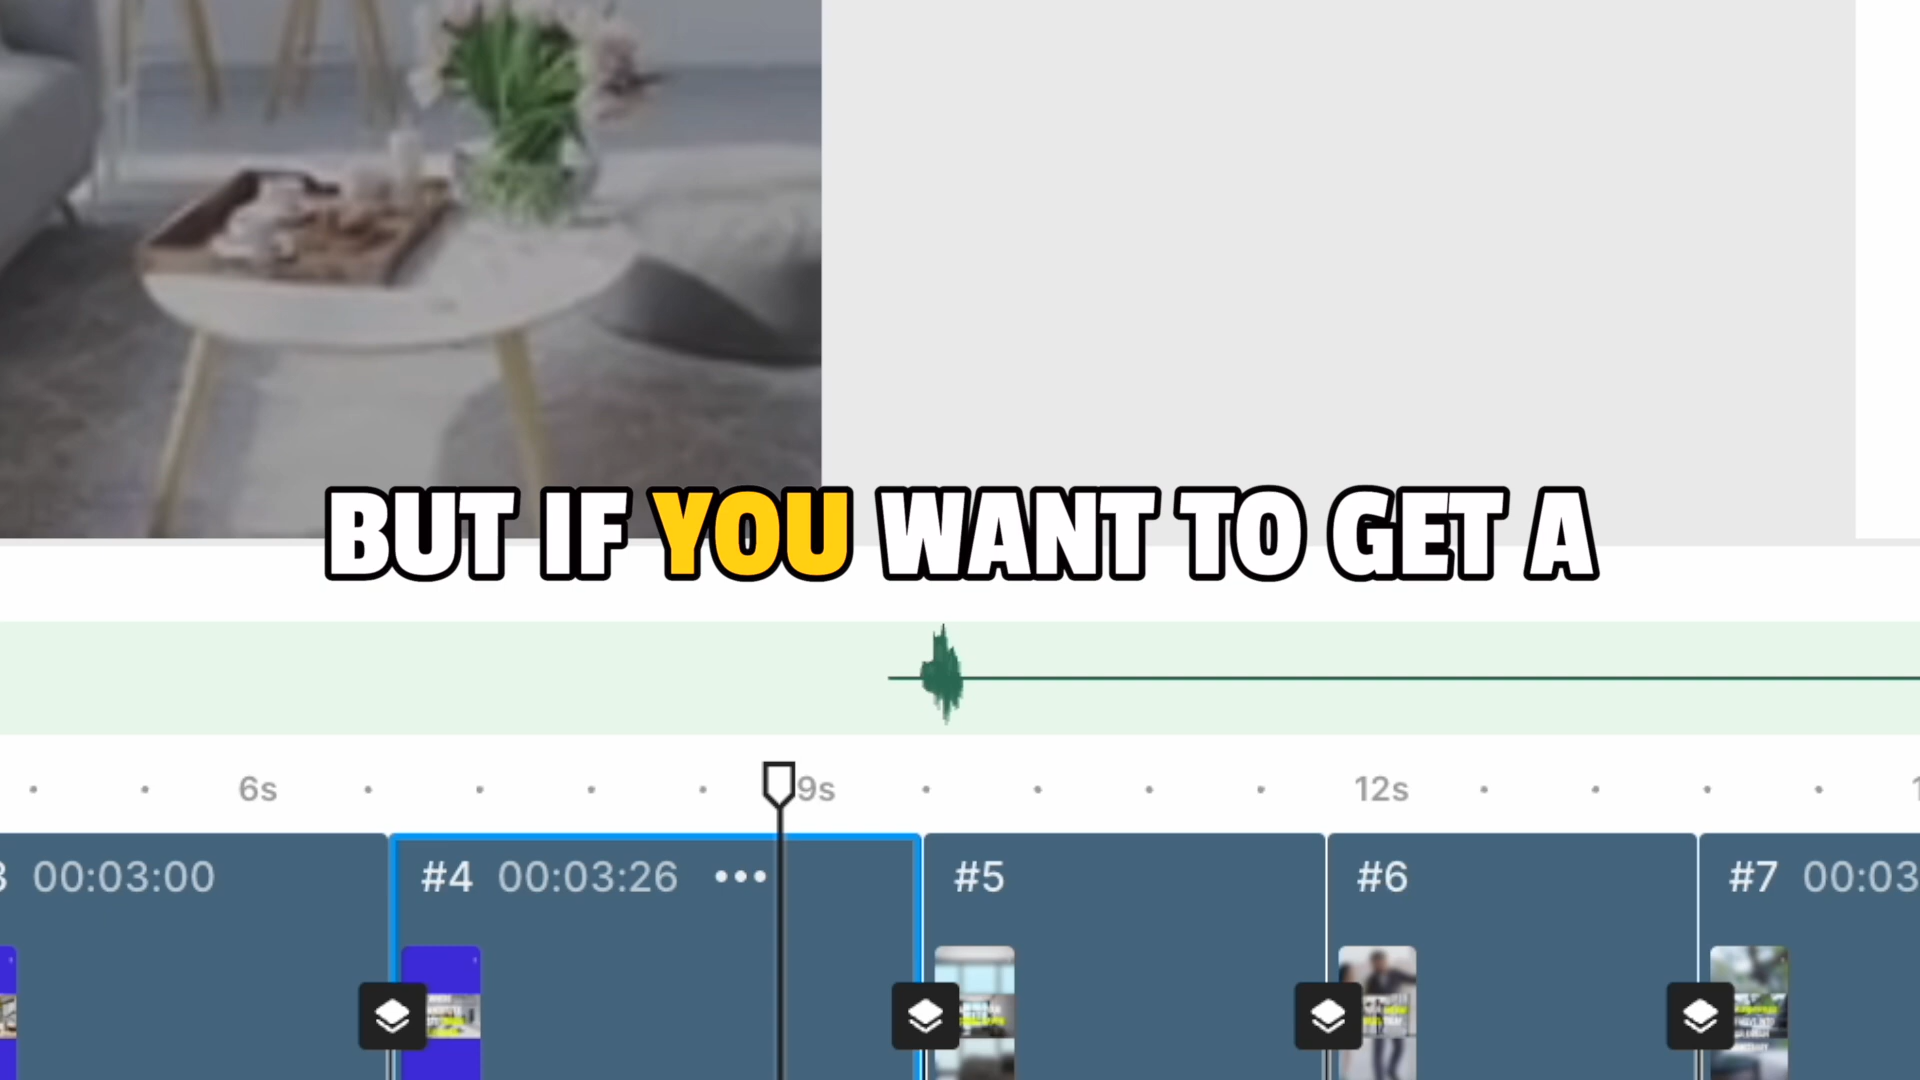 BUT IF YOU WANT TO GET A
6s 9s 12s
00:03:00 #4 00:03:26 ••• #5 #6 #7 00:03